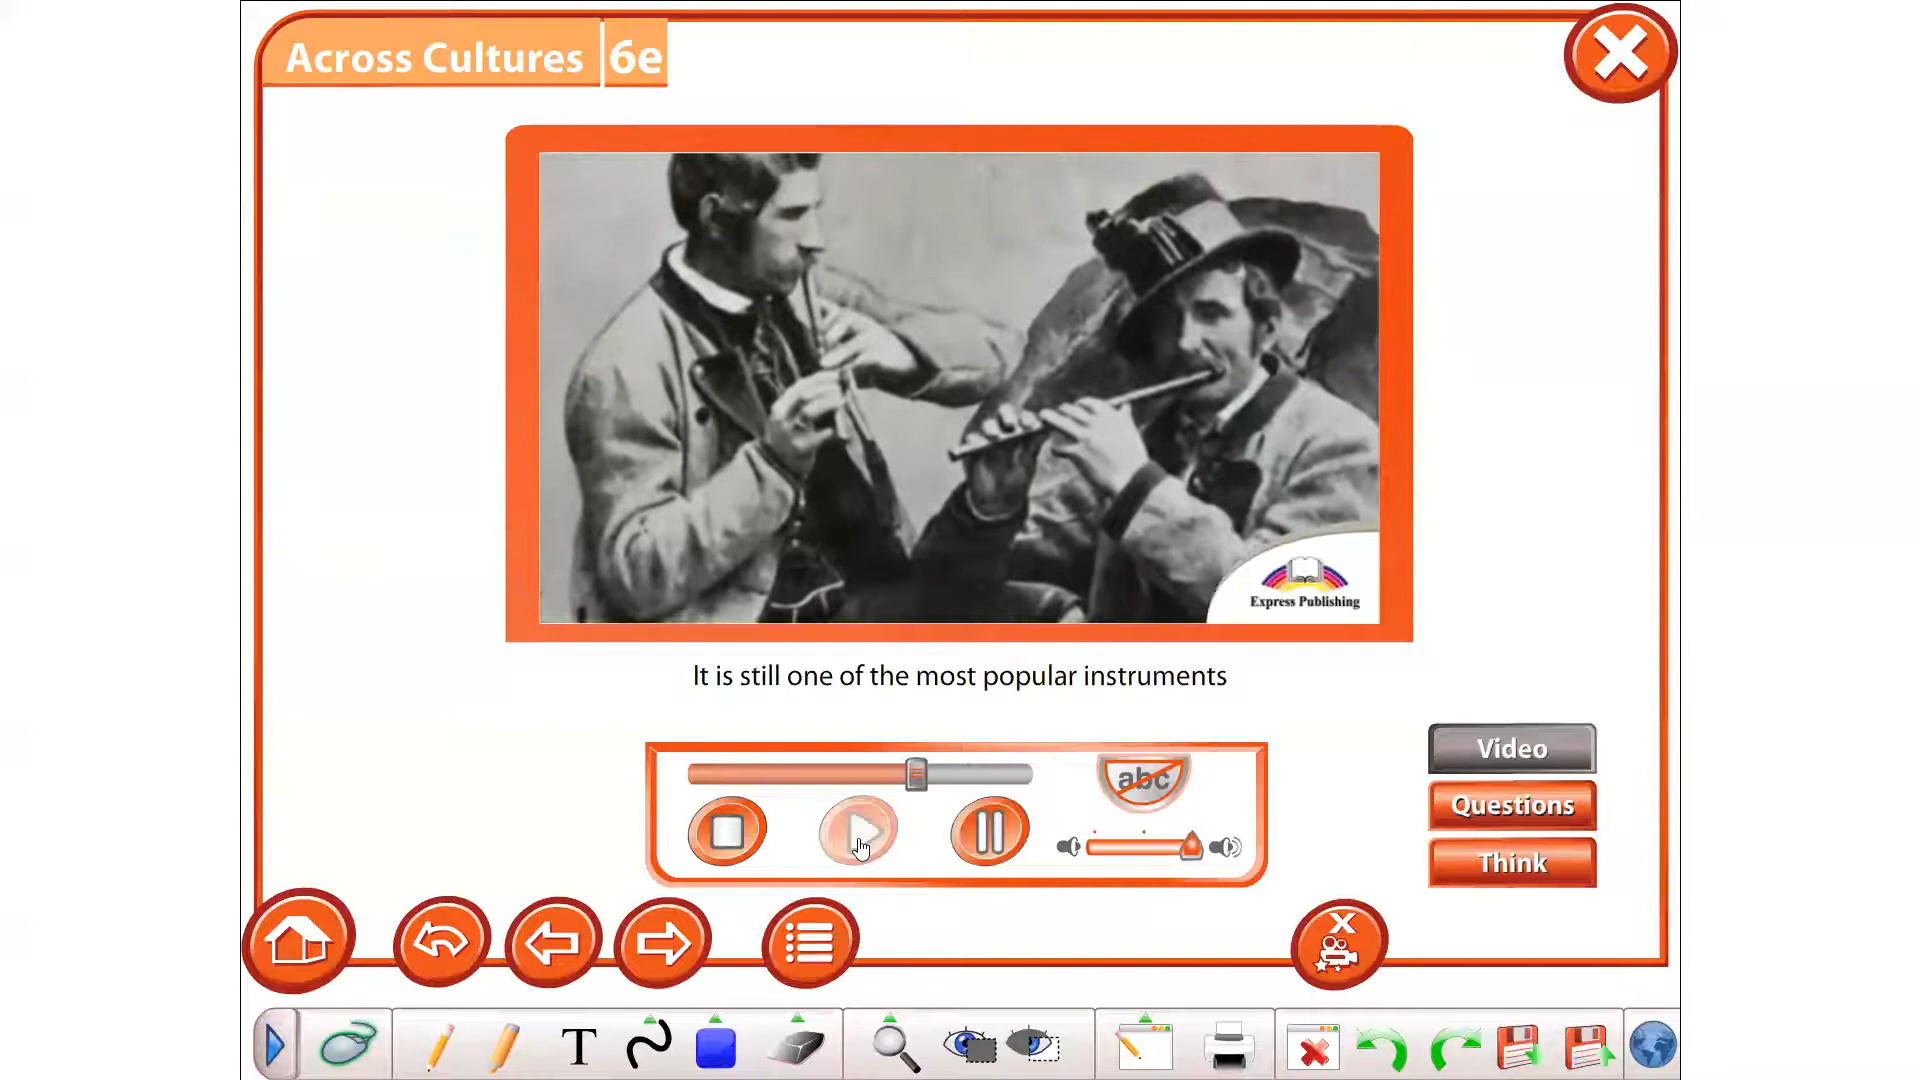 Across Cultures 6e
Express Publishing
It is still one of the most popular instruments
abc
Video
Questions
Think
X
T